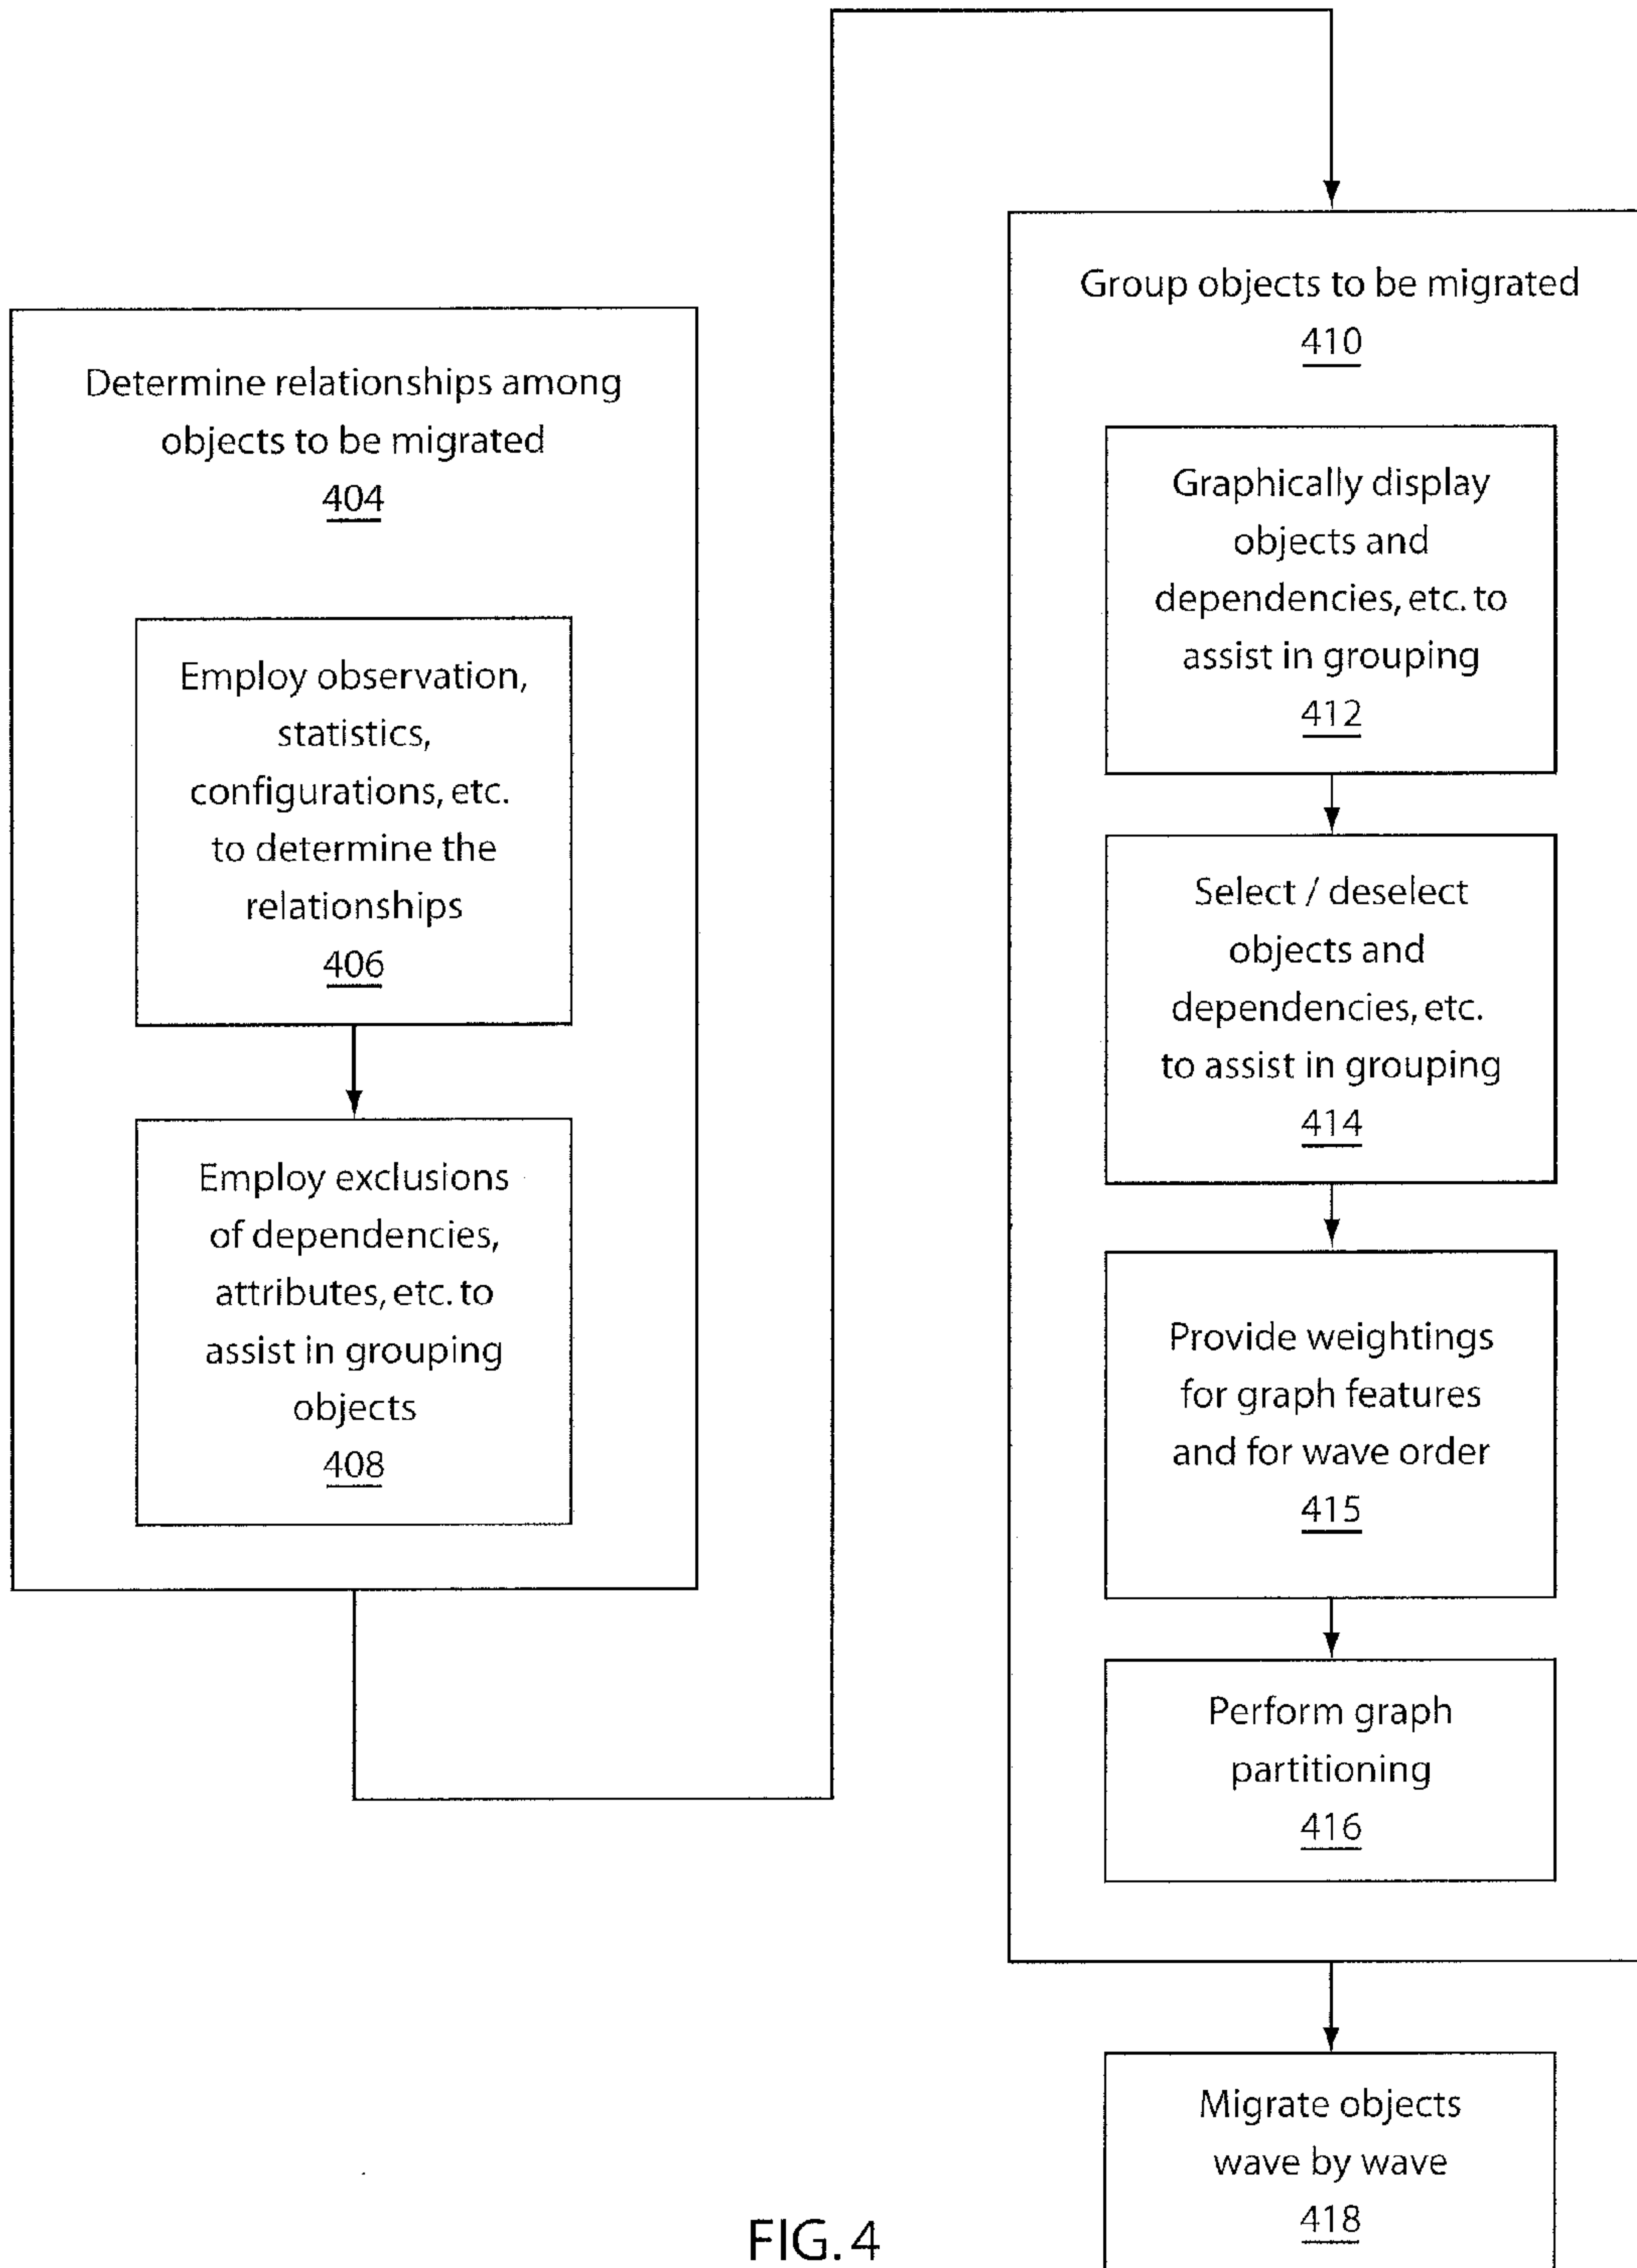 Determine relationships among
objects to be migrated
404
Employ observation,
statistics,
configurations, etc.
to determine the
relationships
406
Employ exclusions
of dependencies,
attributes, etc. to
assist in grouping
objects
408
Group objects to be migrated
410
Graphically display
objects and
dependencies, etc. to
assist in grouping
412
Select / deselect
objects and
dependencies, etc.
to assist in grouping
414
Provide weightings
for graph features
and for wave order
415
Perform graph
partitioning
416
Migrate objects
wave by wave
418
FIG. 4